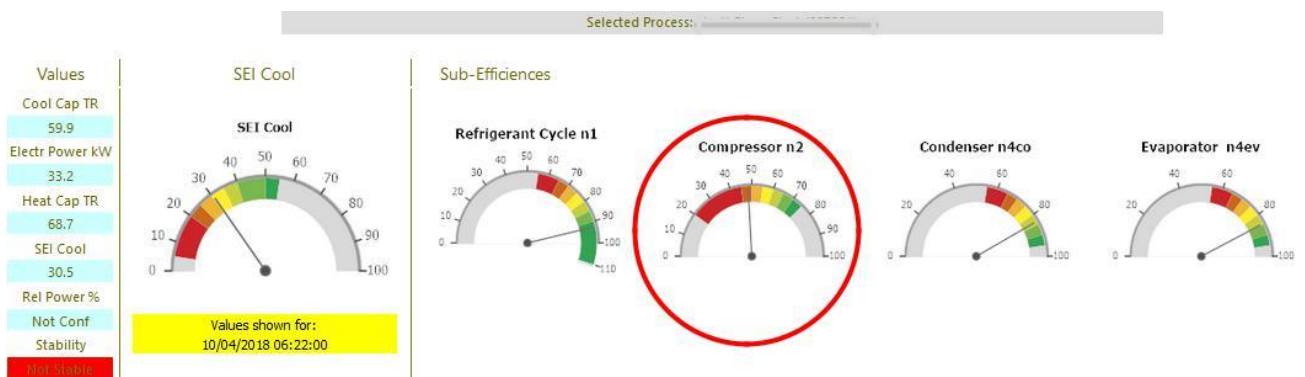 Selected Process:
Values
SEI Cool
Sub-Efficiences
Cool Cap TR
59.9
Electr Power kW
33.2
Heat Cap TR
68.7
SEI Cool
30.5
Rel Power %
Not Conf
Stability
Not Stable
SEI Cool
0 10 20 30 40 50 60 70 80 90 100
Values shown for:
10/04/2018 06:22:00
Refrigerant Cycle n1
0 10 20 40 50 60 80 90 100 110
Compressor n2
0 10 20 30 40 50 60 70 80 90 100
Condenser n4co
0 20 40 60 80 100
Evaporator n4ev
0 20 40 60 80 100